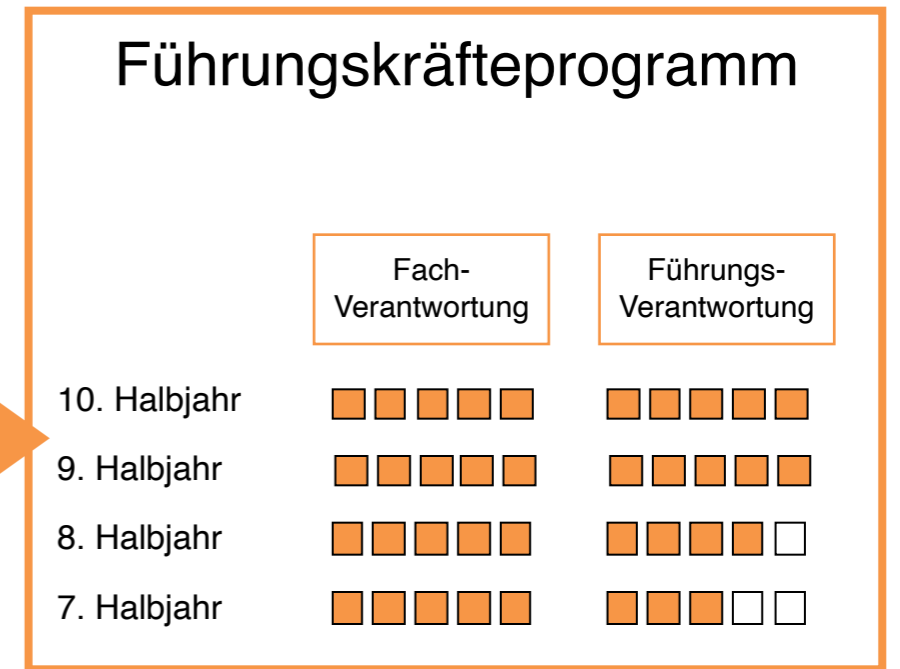 Führungskräfteprogramm
Fach-
Verantwortung
Führungs-
Verantwortung
10. Halbjahr
9. Halbjahr
8. Halbjahr
7. Halbjahr